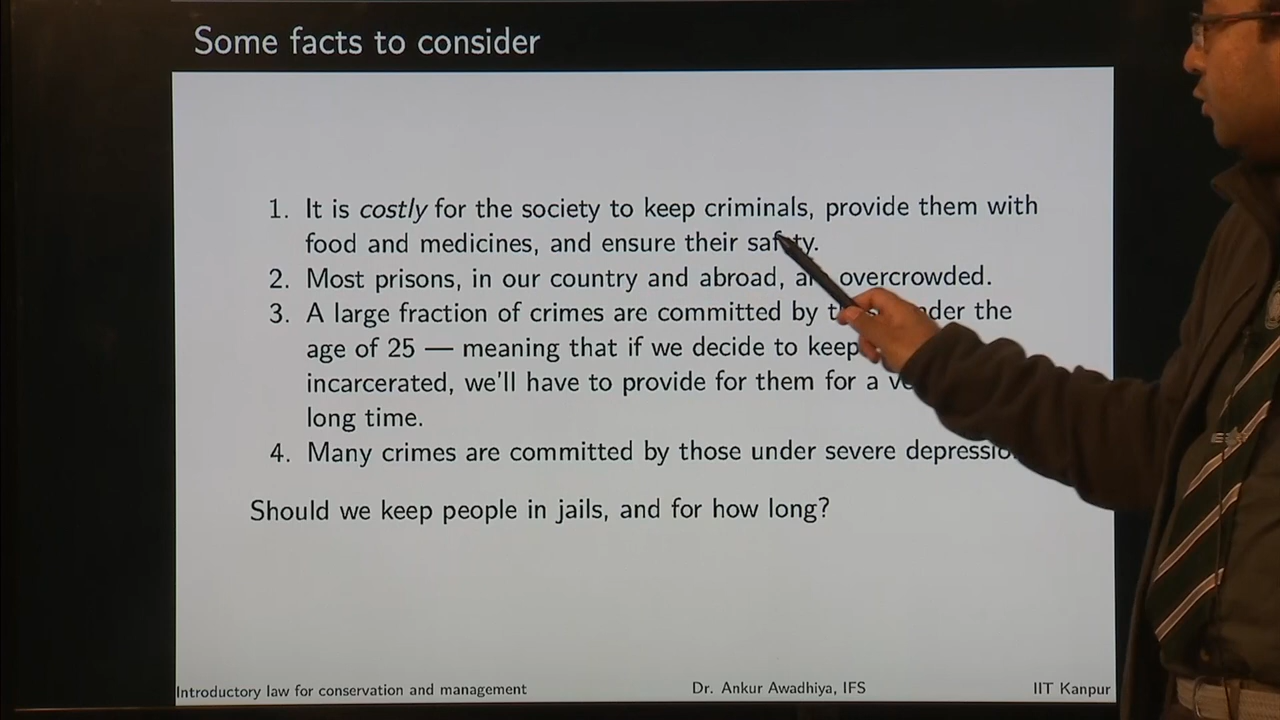 Some facts to consider
1. It is costly for the society to keep criminals, provide them with
food and medicines, and ensure their safety.
2. Most prisons, in our country and abroad, are overcrowded.
3. A large fraction of crimes are committed by under the
age of 25 — meaning that if we decide to keep
incarcerated, we'll have to provide for them for a
long time.
4. Many crimes are committed by those under severe depression
Should we keep people in jails, and for how long?
Introductory law for conservation and management Dr. Ankur Awadhiya, IFS IIT Kanpur